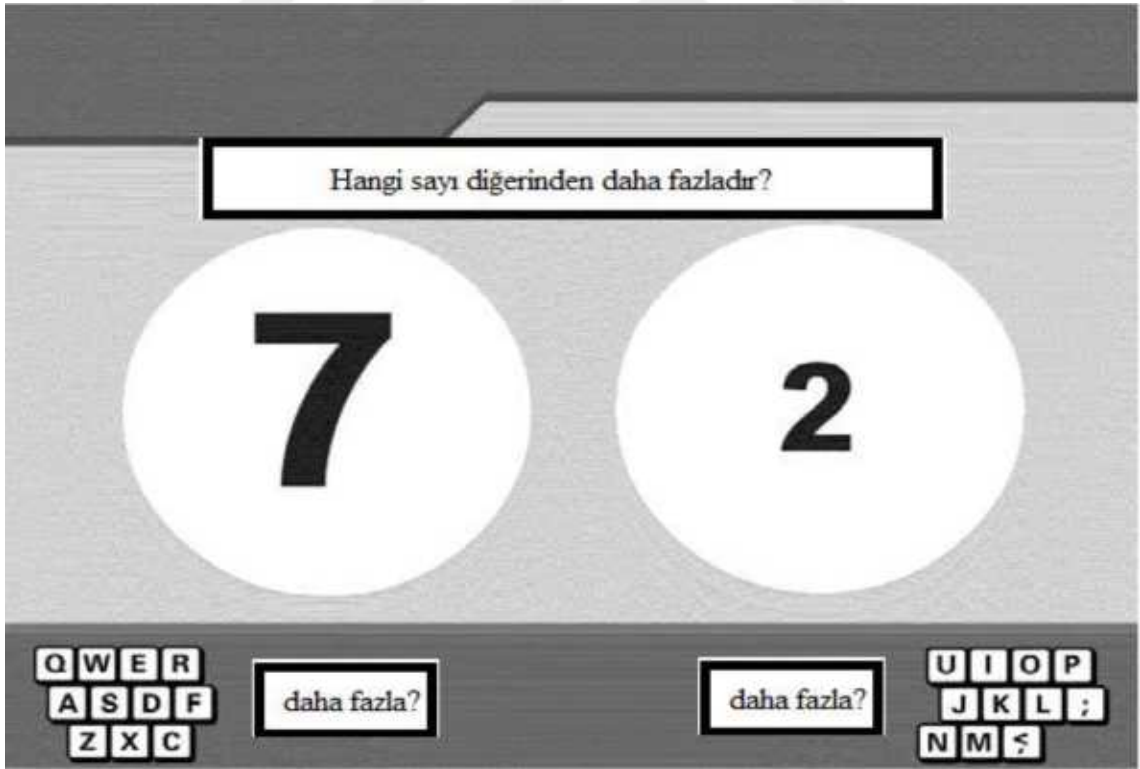 Hangi sayı diğerinden daha fazladır?
7 2
Q W E R
A S D F
Z X C
daha fazla?
daha fazla?
U I O P
J K L ;
N M <